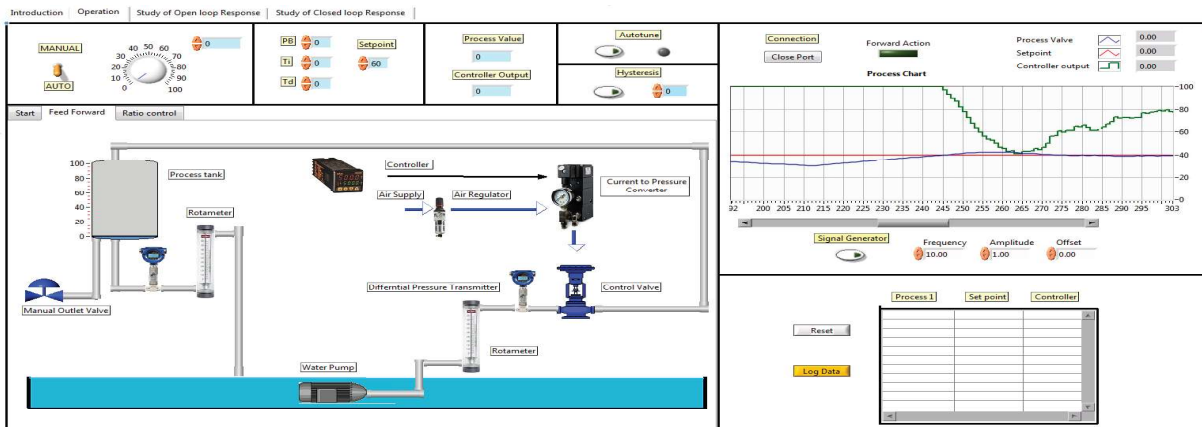 Introduction Operation Study of Open loop Response Study of Closed loop Response
MANUAL
AUTO
0 10 20 30 40 50 60 70 80 90 100
0
PB 0
Ti 0
Td 0
Setpoint
60
Process Value
0
Controller Output
0
Autotune
Hysteresis
0
Connection
Close Port
Forward Action
Process Valve 0.00
Setpoint 0.00
Controller output 0.00
Process Chart
100
80
60
40
20
0
92 200 205 210 215 220 225 230 235 240 245 250 255 260 265 270 275 280 285 290 295 303
Signal Generator
Frequency
10.00
Amplitude
1.00
Offset
0.00
Start Feed Forward Ratio control
100
80
60
40
20
0
Process tank
Rotameter
Controller
Air Supply
Air Regulator
Current to Pressure
Converter
Manual Outlet Valve
Differntial Pressure Transmitter
Control Valve
Rotameter
Water Pump
Process 1 Set point Controller
Reset
Log Data